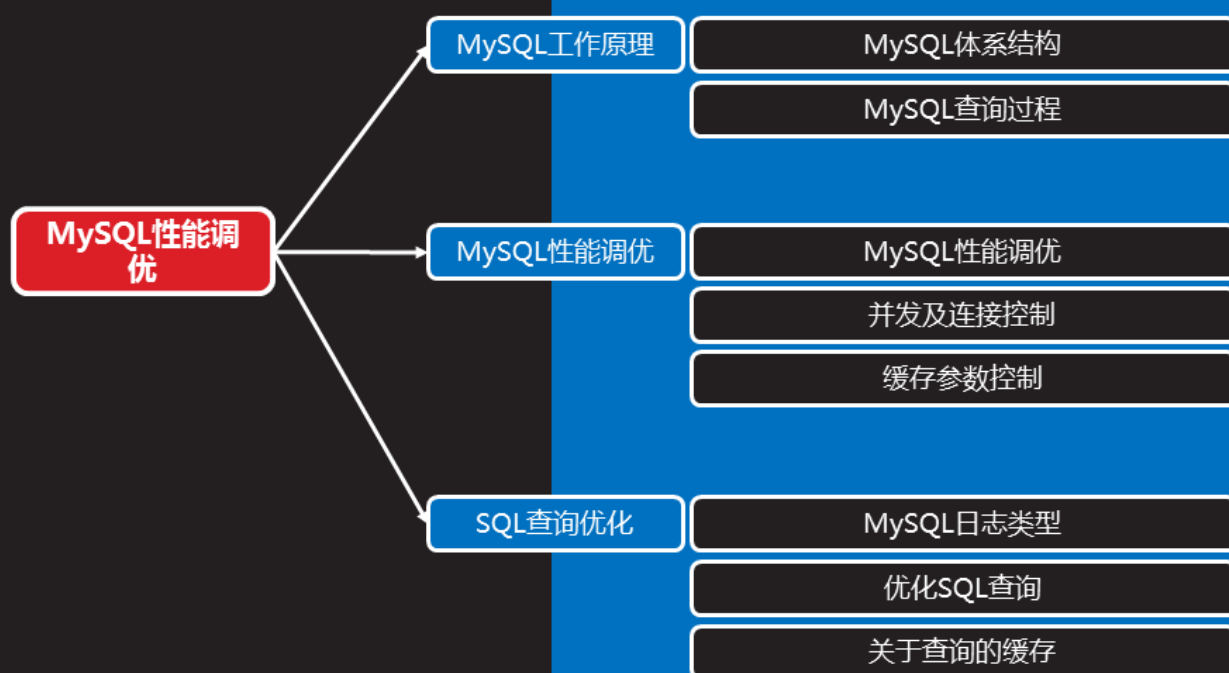 MySQL性能调
优
MySQL工作原理
MySQL体系结构
MySQL查询过程
MySQL性能调优
MySQL性能调优
并发及连接控制
缓存参数控制
SQL查询优化
MySQL日志类型
优化SQL查询
关于查询的缓存